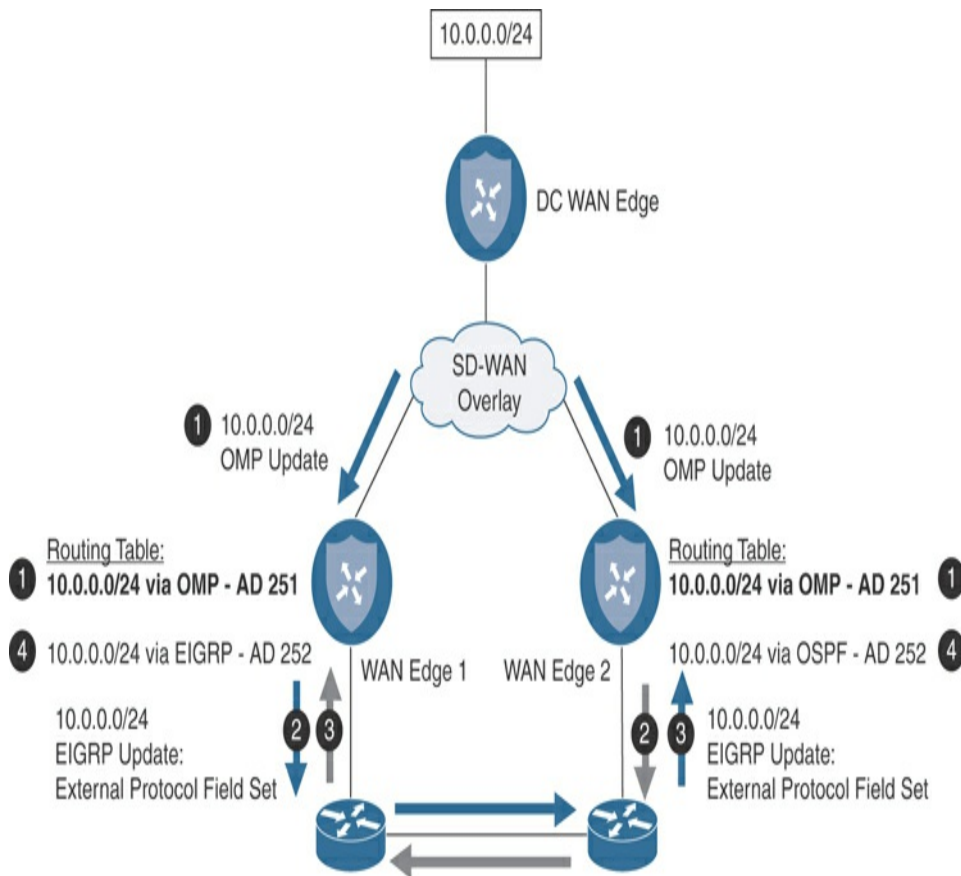 10.0.0.0/24
DC WAN Edge
SD-WAN
Overlay
1 10.0.0.0/24
OMP Update
1 10.0.0.0/24
OMP Update
Routing Table:
1 10.0.0.0/24 via OMP - AD 251
4 10.0.0.0/24 via EIGRP - AD 252
Routing Table:
10.0.0.0/24 via OMP - AD 251 1
10.0.0.0/24 via OSPF - AD 252 4
WAN Edge 1
WAN Edge 2
10.0.0.0/24
EIGRP Update:
External Protocol Field Set
2 3
2 3
10.0.0.0/24
EIGRP Update:
External Protocol Field Set